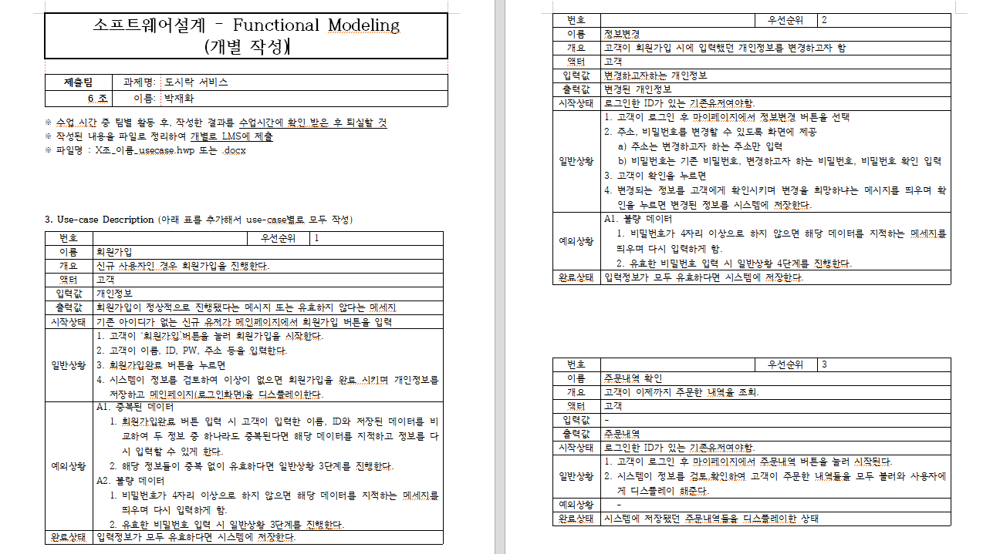 소프트웨어설계 - Functional Modeling
(개별 작성)
제출팀 과제명: 도시락 서비스
6 조 이름: 박재화
※ 수업 시간 중 팀별 활동 후, 작성한 결과를 수업시간에 확인 받은 후 퇴실할 것
※ 작성된 내용을 파일로 정리하여 개별로 LMS에 제출
※ 파일명 : X조_이름_usecase.hwp 또는 .docx
3. Use-case Description (아래 표를 추가해서 use-case별로 모두 작성)
번호 우선순위 1
이름 회원가입
개요 신규 사용자인 경우 회원가입을 진행한다.
액터 고객
입력값 개인정보
출력값 회원가입이 정상적으로 진행됐다는 메시지 또는 유효하지 않다는 메세지
시작상태 기존 아이디가 없는 신규 유저가 메인페이지에서 회원가입 버튼을 입력
일반상황
1. 고객이 '회원가입'버튼을 눌러 회원가입을 시작한다.
2. 고객이 이름, ID, PW, 주소 등을 입력한다.
3. 회원가입완료 버튼을 누르면
4. 시스템이 정보를 검토하여 이상이 없으면 회원가입을 완료 시키며 개인정보를
저장하고 메인페이지(로그인화면)을 디스플레이한다.
예외상황
A1. 중복된 데이터
1. 회원가입완료 버튼 입력 시 고객이 입력한 이름, ID와 저장된 데이터를 비
교하여 두 정보 중 하나라도 중복된다면 해당 데이터를 지적하고 정보를 다
시 입력할 수 있게 한다.
2. 해당 정보들이 중복 없이 유효하다면 일반상황 3단계를 진행한다.
A2. 불량 데이터
1. 비밀번호가 4자리 이상으로 하지 않으면 해당 데이터를 지적하는 메세지를
띄우며 다시 입력하게 함.
2. 유효한 비밀번호 입력 시 일반상황 3단계를 진행한다.
완료상태 입력정보가 모두 유효하다면 시스템에 저장한다.
번호 우선순위 2
이름 정보변경
개요 고객이 회원가입 시에 입력했던 개인정보를 변경하고자 함
액터 고객
입력값 변경하고자하는 개인정보
출력값 변경된 개인정보
시작상태 로그인한 ID가 있는 기존유저여야함.
일반상황
1. 고객이 로그인 후 마이페이지에서 정보변경 버튼을 선택
2. 주소, 비밀번호를 변경할 수 있도록 화면에 제공
a) 주소는 변경하고자 하는 주소만 입력
b) 비밀번호는 기존 비밀번호, 변경하고자 하는 비밀번호, 비밀번호 확인 입력
3. 고객이 확인을 누르면
4. 변경되는 정보를 고객에게 확인시키며 변경을 희망하냐는 메시지를 띄우며 확
인을 누르면 변경된 정보를 시스템에 저장한다.
예외상황
A1. 불량 데이터
1. 비밀번호가 4자리 이상으로 하지 않으면 해당 데이터를 지적하는 메세지를
띄우며 다시 입력하게 함.
2. 유효한 비밀번호 입력 시 일반상황 4단계를 진행한다.
완료상태 입력정보가 모두 유효하다면 시스템에 저장한다.
번호 우선순위 3
이름 주문내역 확인
개요 고객이 이제까지 주문한 내역을 조회.
액터 고객
입력값 -
출력값 주문내역
시작상태 로그인한 ID가 있는 기존유저여야함.
일반상황
1. 고객이 로그인 후 마이페이지에서 주문내역 버튼을 눌러 시작된다.
2. 시스템이 정보를 검토,확인하여 고객이 주문한 내역들을 모두 불러와 사용자에
게 디스플레이 해준다.
예외상황 -
완료상태 시스템에 저장됐던 주문내역들을 디스플레이한 상태